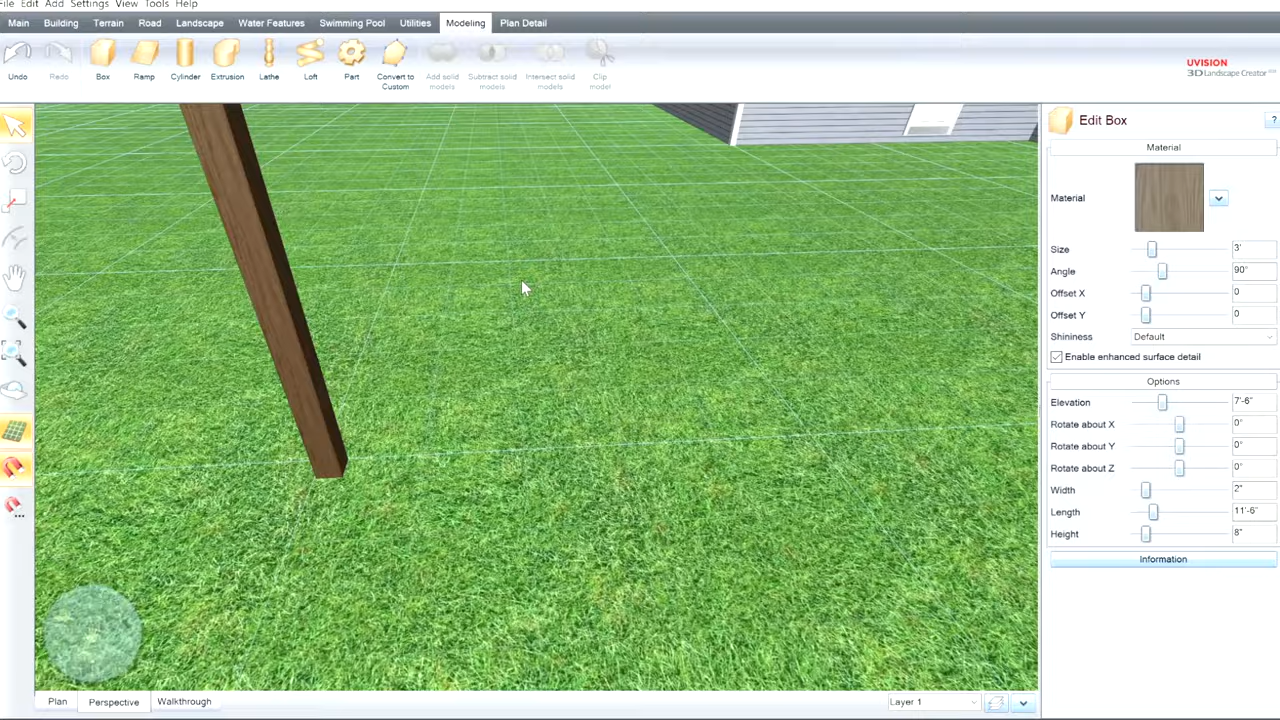 File Edit Add Settings View Tools Help
Main Building Terrain Road Landscape Water Features Swimming Pool Utilities Modeling Plan Detail
Undo Redo Box Ramp Cylinder Extrusion Lathe Loft Part Convert to Custom Add solid models Subtract solid models Intersect solid models Clip model
UVISION
3D Landscape Creator
Edit Box ?
Material
Material
Size 3'
Angle 90°
Offset X 0
Offset Y 0
Shininess Default
Enable enhanced surface detail
Options
Elevation 7'-6"
Rotate about X 0°
Rotate about Y 0°
Rotate about Z 0°
Width 2"
Length 11'-6"
Height 8"
Information
Plan Perspective Walkthrough Layer 1